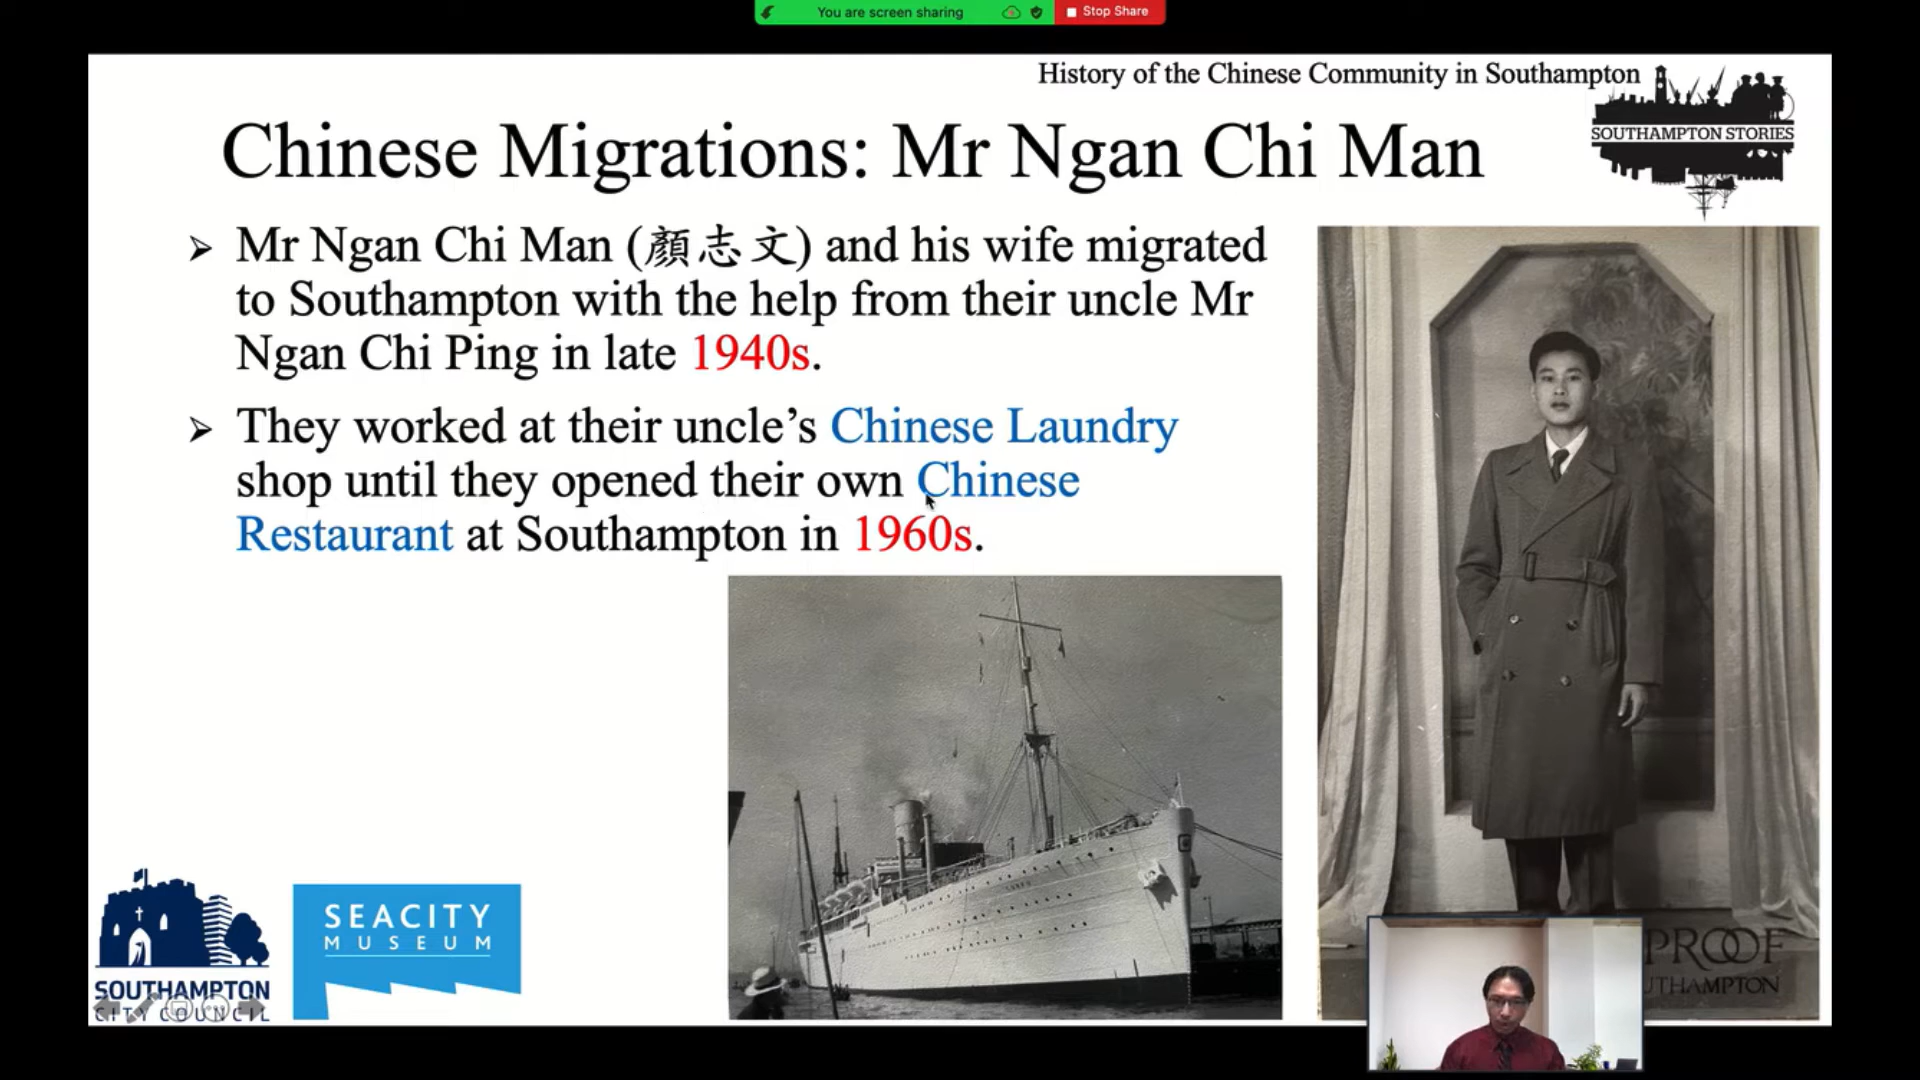 You are screen sharing
Stop Share
History of the Chinese Community in Southampton
SOUTHAMPTON STORIES
Chinese Migrations: Mr Ngan Chi Man
➢ Mr Ngan Chi Man (顏志文) and his wife migrated
to Southampton with the help from their uncle Mr
Ngan Chi Ping in late 1940s.
➢ They worked at their uncle’s Chinese Laundry
shop until they opened their own Chinese
Restaurant at Southampton in 1960s.
SOUTHAMPTON
CITY COUNCIL
SEACITY
MUSEUM
PROOF
UTHAMPTON